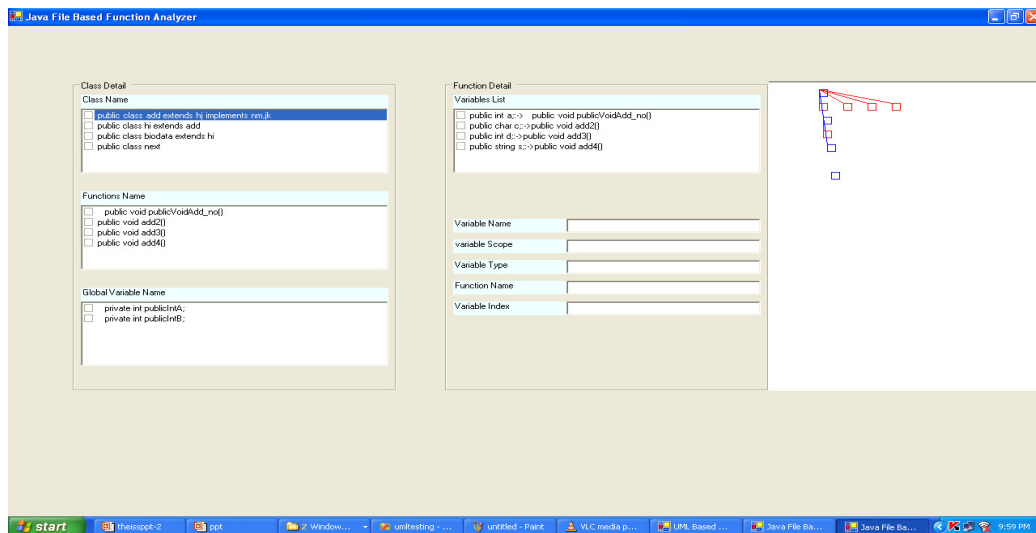 Java File Based Function Analyzer
Class Detail
Class Name
public class add extends hj implements nm,jk
public class hi extends add
public class biodata extends hi
public class next
Functions Name
public void publicVoidAdd_no()
public void add2()
public void add3()
public void add4()
Global Variable Name
private int publicIntA;
private int publicIntB;
Function Detail
Variables List
public int a;:-> public void publicVoidAdd_no()
public char c;:->public void add2()
public int d;:->public void add3()
public string s;:->public void add4()
Variable Name
variable Scope
Variable Type
Function Name
Variable Index
start
theissppt-2
ppt
2 Window...
umltesting - ...
untitled - Paint
VLC media p...
UML Based ...
Java File Ba...
Java File Ba...
9:59 PM